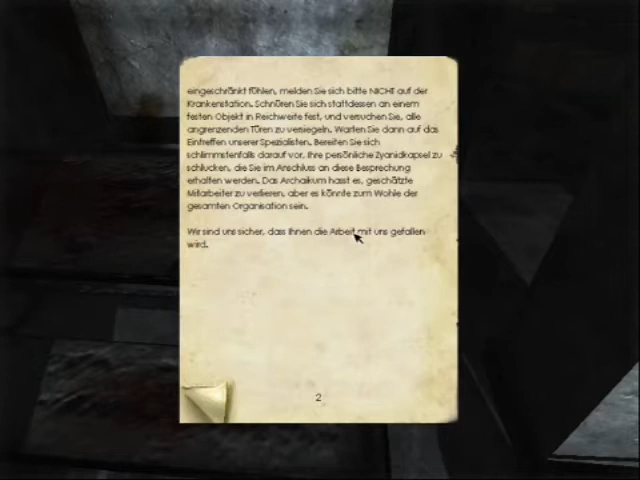 eingeschränkt fühlen, melden Sie sich bitte NICHT auf der
Krankenstation. Schnüren Sie sich stattdessen an einem
festen Objekt in Reichweite fest, und versuchen Sie, alle
angrenzenden Türen zu versiegeln. Warten Sie dann auf das
Eintreffen unserer Spezialisten. Bereiten Sie sich
schlimmstenfalls darauf vor, Ihre persönliche Zyanidkapsel zu
schlucken, die Sie im Anschluss an diese Besprechung
erhalten werden. Das Archaikum hasst es, geschätzte
Mitarbeiter zu verlieren, aber es könnte zum Wohle der
gesamten Organisation sein.
Wir sind uns sicher, dass Ihnen die Arbeit mit uns gefallen
wird.
2